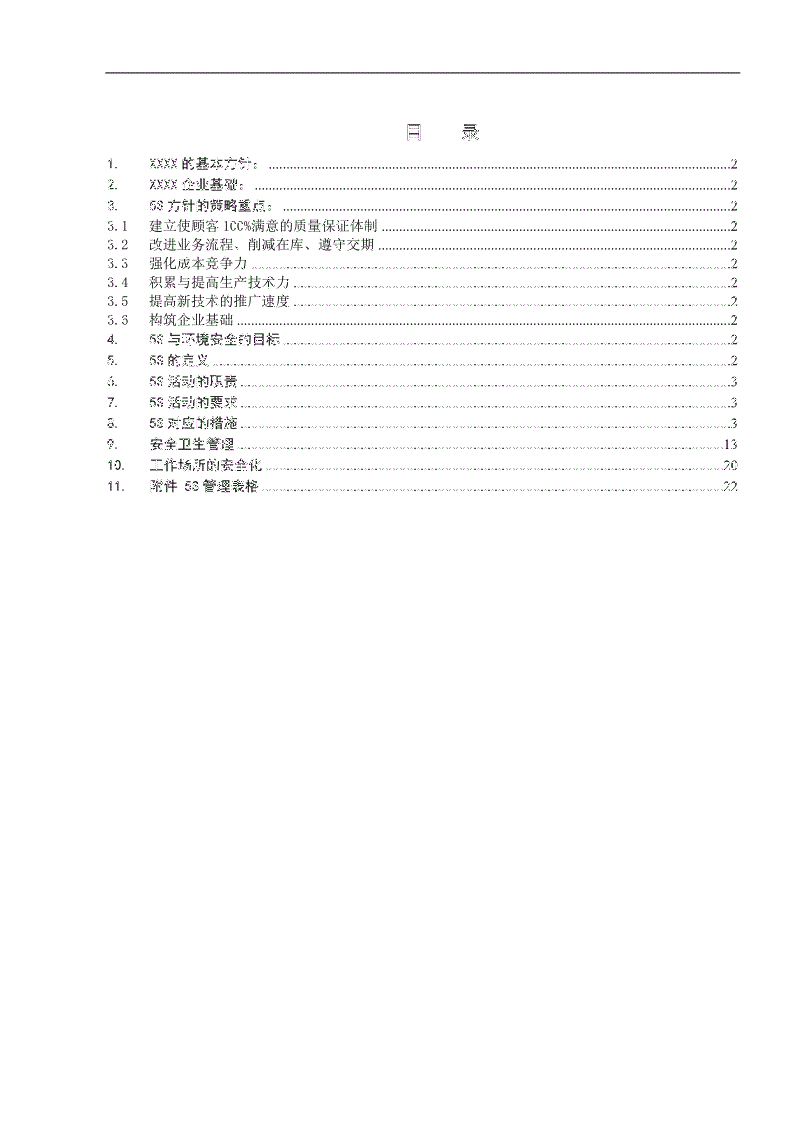 目 录
1. XXXX 的基本方针： 2
2. XXXX 企业基础： 2
3. 5S 方针的策略重点： 2
3.1 建立使顾客 100%满意的质量保证体制 2
3.2 改进业务流程、削减在库、遵守交期 2
3.3 强化成本竞争力 2
3.4 积累与提高生产技术力 2
3.5 提高新技术的推广速度 2
3.6 构筑企业基础 2
4. 5S 与环境安全的目标 2
5. 5S 的定义 2
6. 5S 活动的职责 3
7. 5S 活动的要求 3
8. 5S 对应的措施 3
9. 安全卫生管理 13
10. 工作场所的安全化 20
11. 附件 5S 管理表格 22